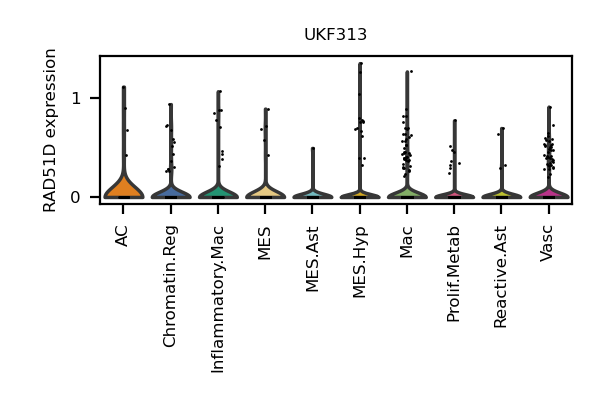 UKF313
RAD51D expression
1
0
AC
Chromatin.Reg
Inflammatory.Mac
MES
MES.Ast
MES.Hyp
Mac
Prolif.Metab
Reactive.Ast
Vasc